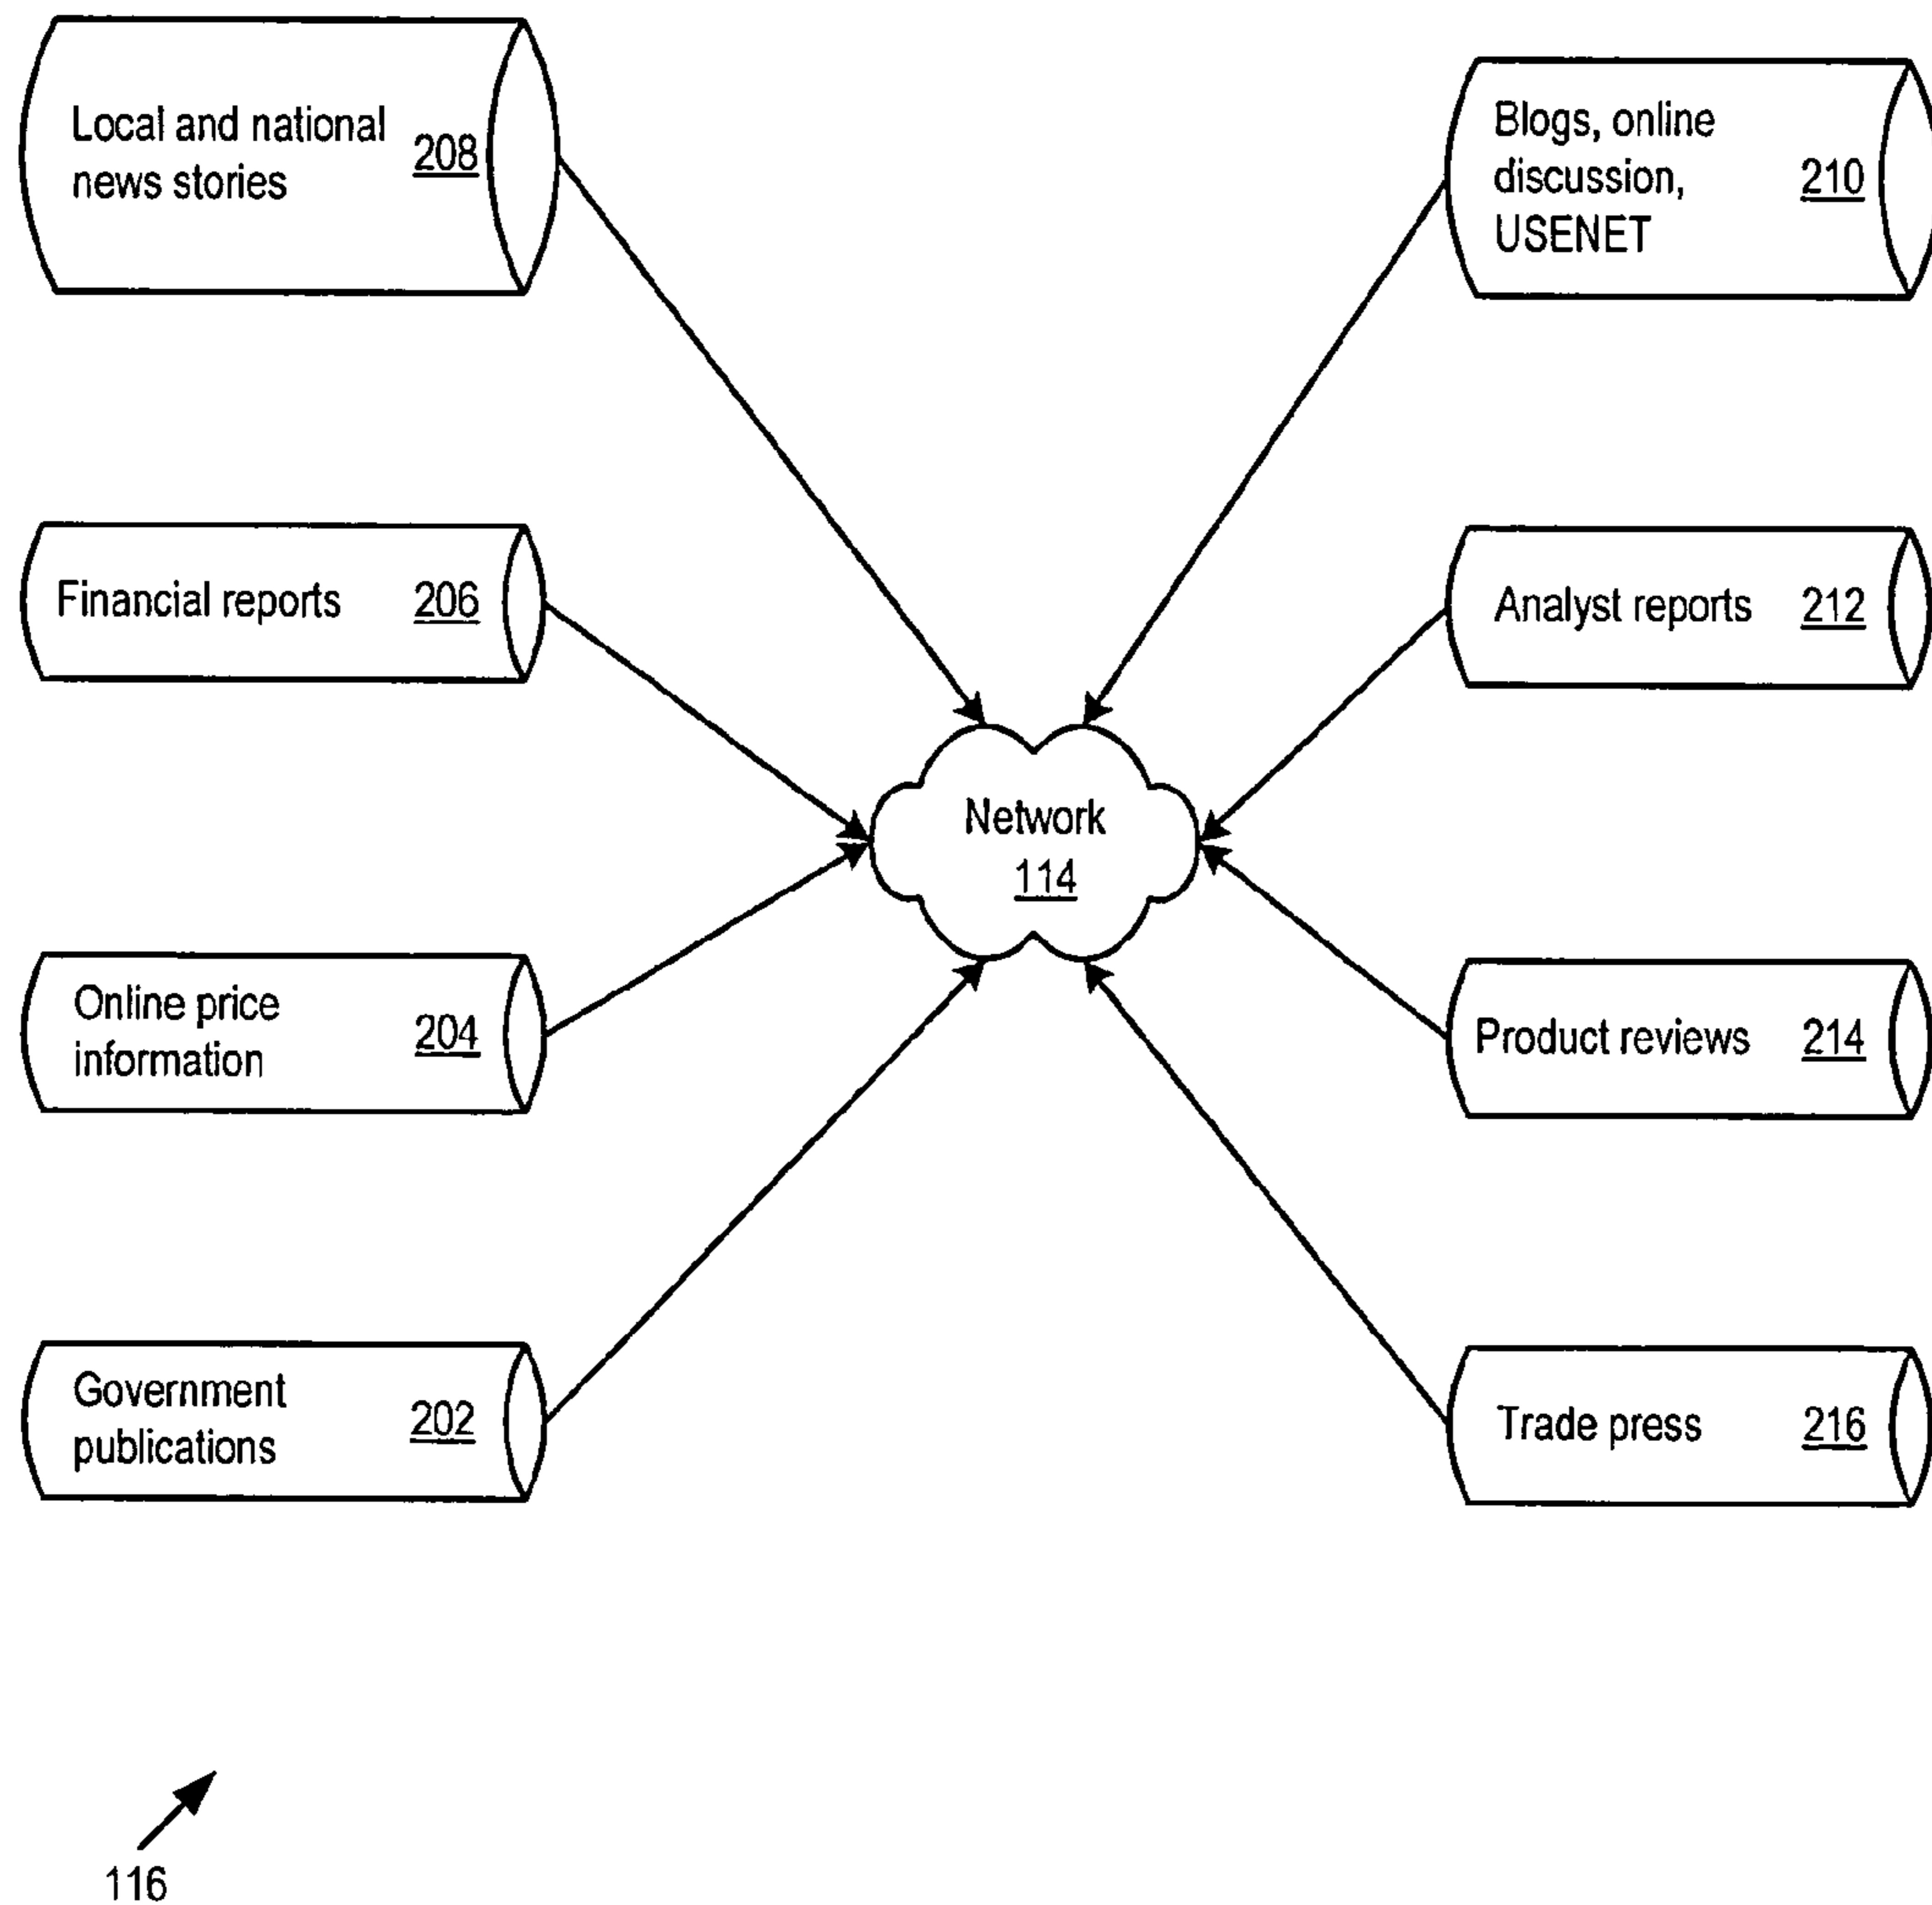 Local and national
news stories
208
Blogs, online
discussion,
USENET
210
Financial reports 206
Analyst reports 212
Network
114
Online price
information
204
Product reviews 214
Government
publications
202
Trade press 216
116